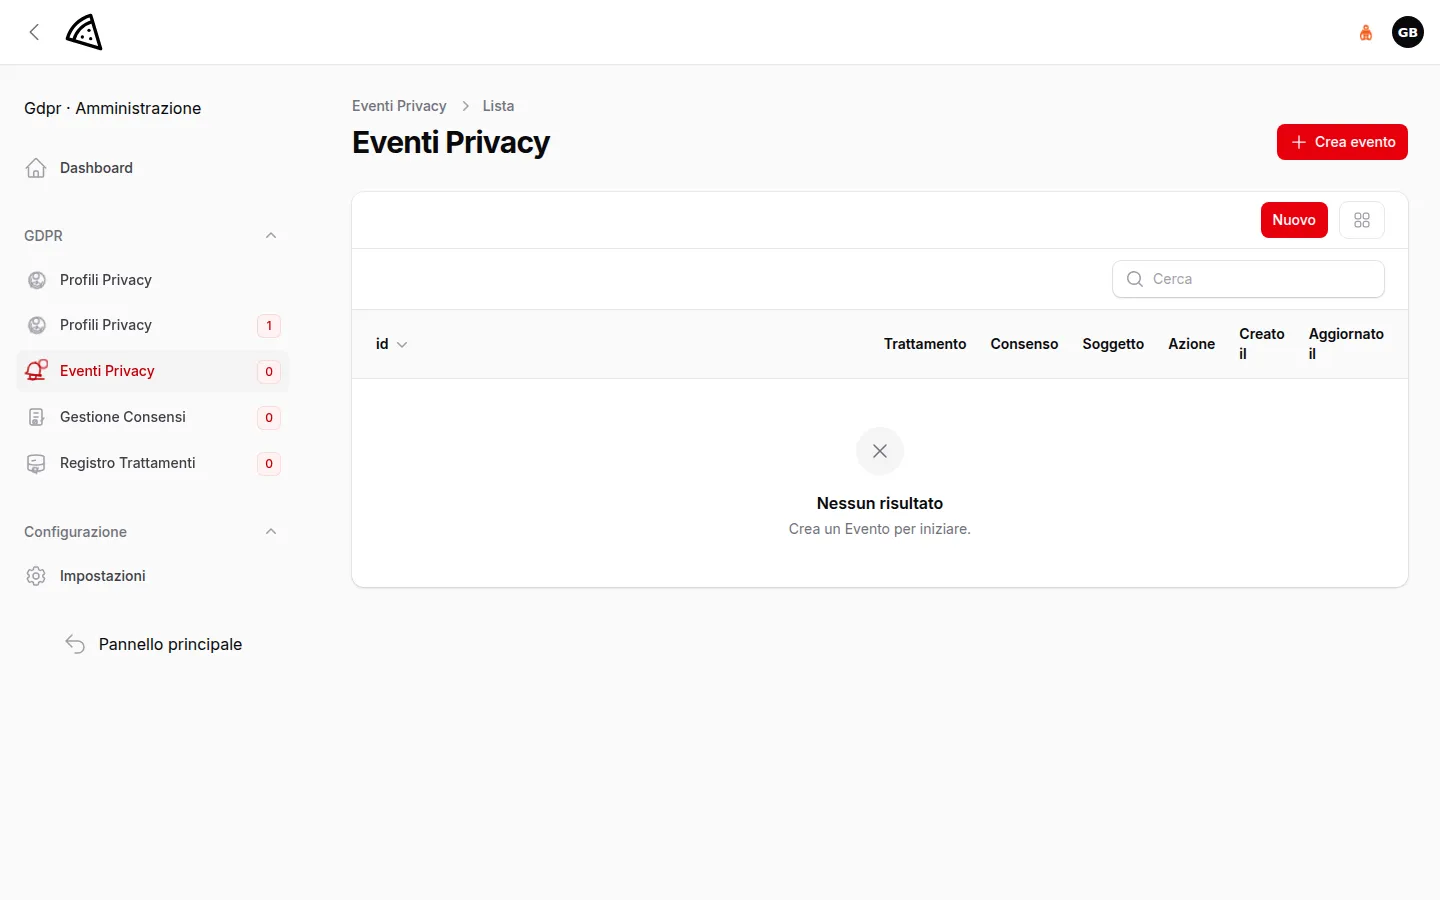 GB
Gdpr · Amministrazione
Dashboard
GDPR
Profili Privacy
Profili Privacy 1
Eventi Privacy 0
Gestione Consensi 0
Registro Trattamenti 0
Configurazione
Impostazioni
Pannello principale
Eventi Privacy > Lista
Eventi Privacy
Crea evento
Nuovo
Cerca
id Trattamento Consenso Soggetto Azione Creato il Aggiornato il
Nessun risultato
Crea un Evento per iniziare.